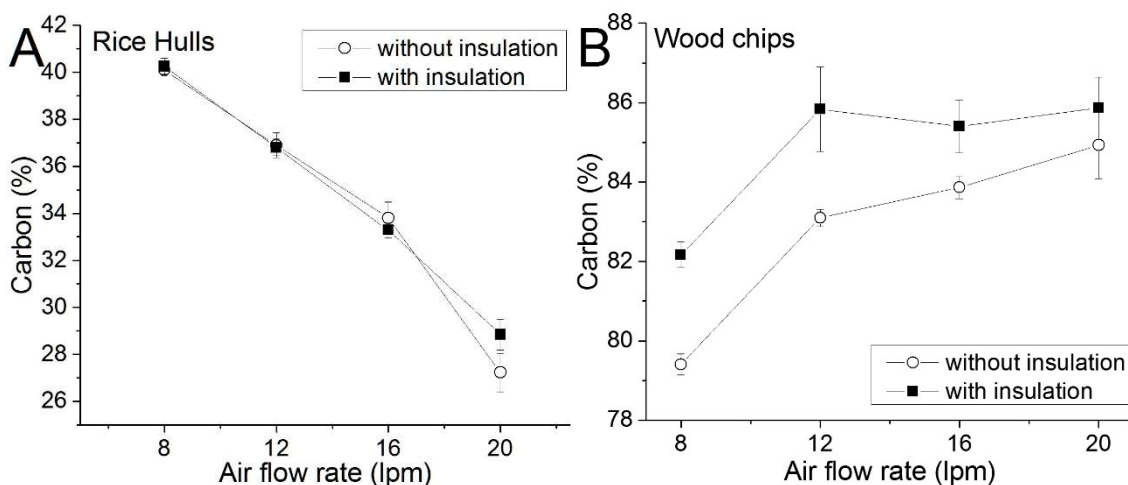 A
Rice Hulls
without insulation
with insulation
Carbon (%)
42
40
38
36
34
32
30
28
26
8 12 16 20
Air flow rate (lpm)
B
Wood chips
without insulation
with insulation
Carbon (%)
88
86
84
82
80
78
8 12 16 20
Air flow rate (lpm)